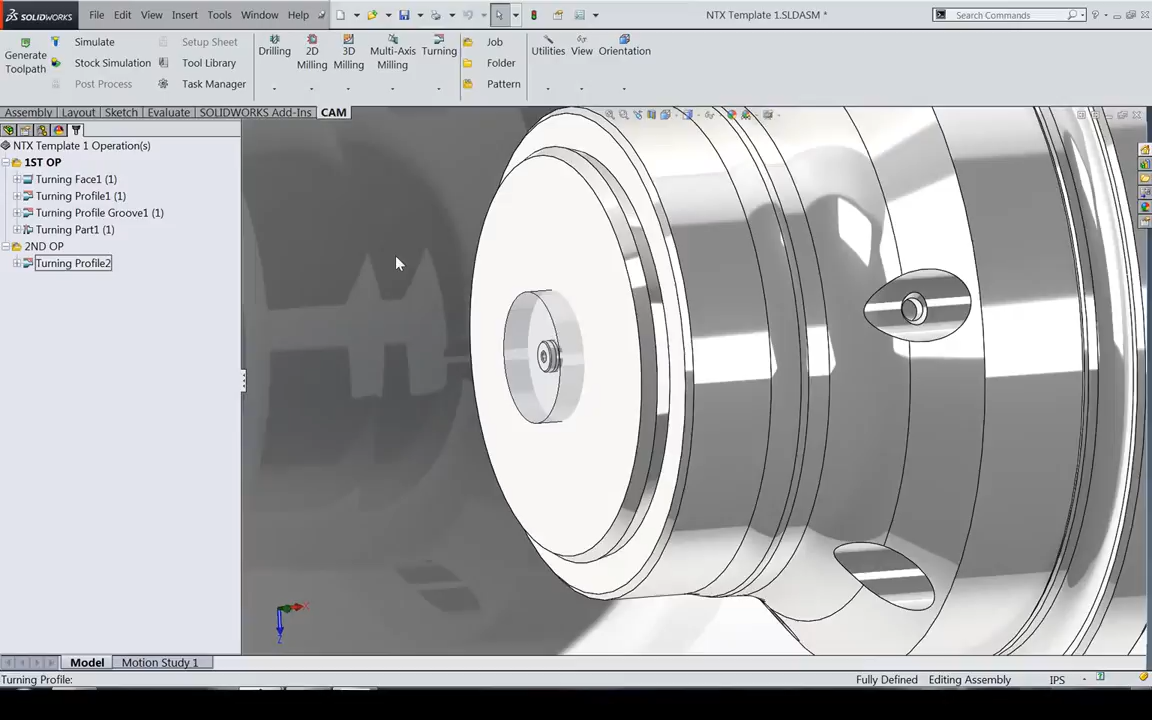 SOLIDWORKS File Edit View Insert Tools Window Help NTX Template 1.SLDASM * Search Commands ?
Generate Toolpath Simulate Setup Sheet Drilling 2D Milling 3D Milling Multi-Axis Milling Turning Job Utilities View Orientation
Stock Simulation Tool Library Folder
Post Process Task Manager Pattern
Assembly Layout Sketch Evaluate SOLIDWORKS Add-Ins CAM
NTX Template 1 Operation(s)
1ST OP
Turning Face1 (1)
Turning Profile1 (1)
Turning Profile Groove1 (1)
Turning Part1 (1)
2ND OP
Turning Profile2
X
Z
Model Motion Study 1
Turning Profile: Fully Defined Editing Assembly IPS